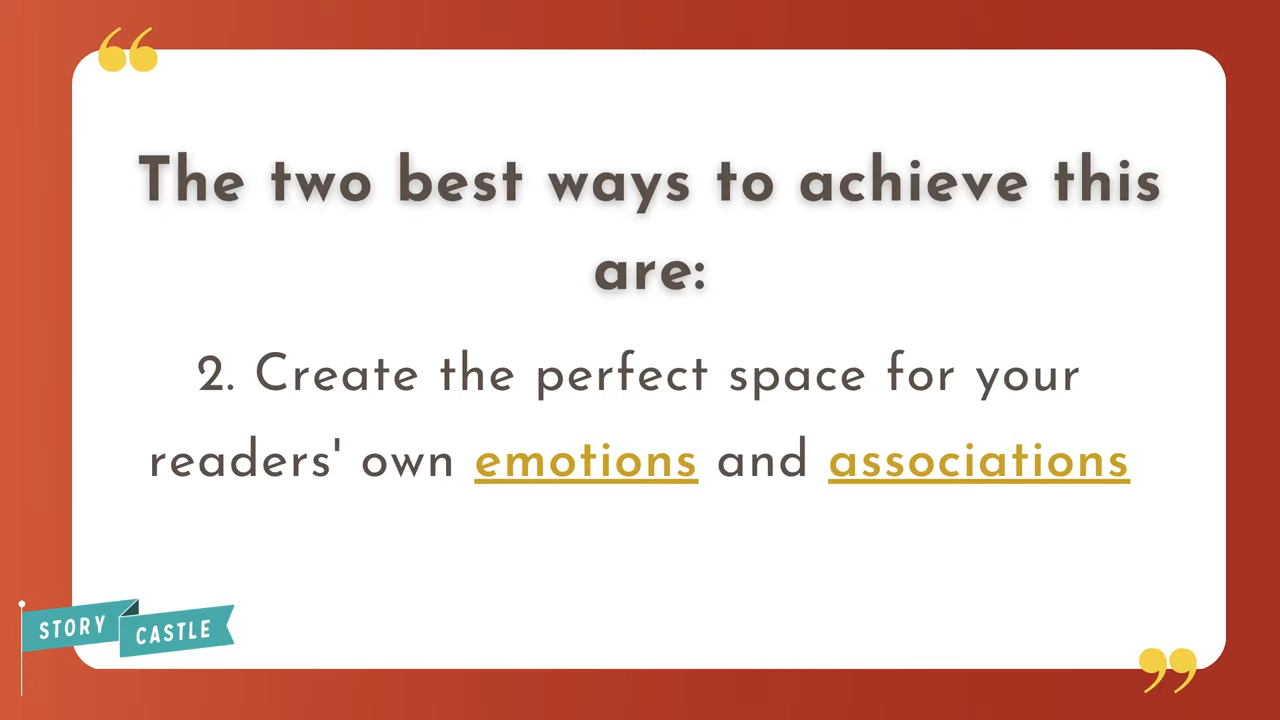 The two best ways to achieve this
are:
2. Create the perfect space for your
readers' own emotions and associations
STORY CASTLE